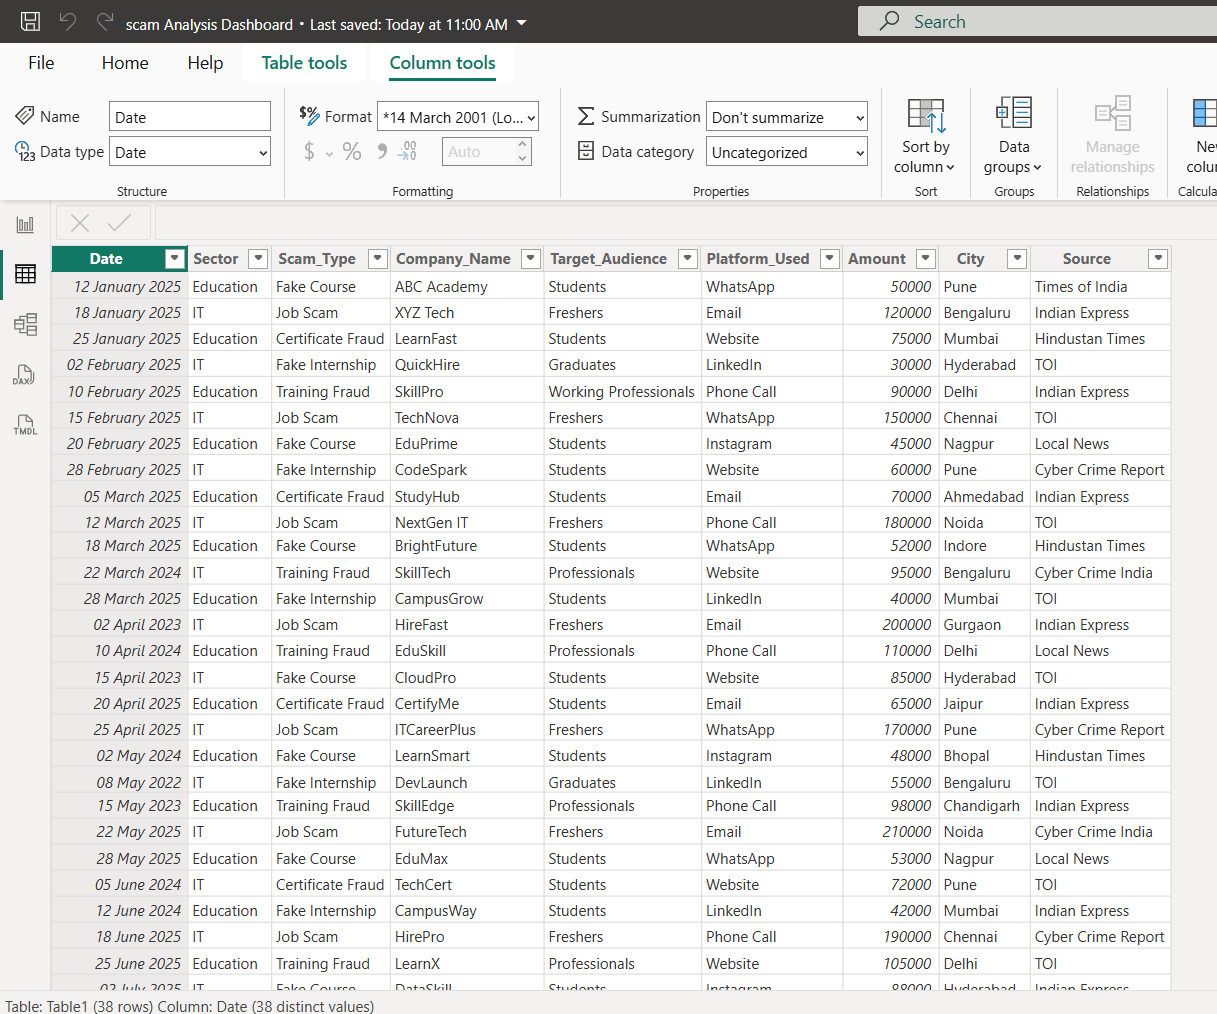 scam Analysis Dashboard • Last saved: Today at 11:00 AM Search
File Home Help Table tools Column tools
Name Date $% Format *14 March 2001 (Lo... Σ Summarization Don't summarize Sort by column Data groups Manage relationships New colu
123 Data type Date $ % 9 .00 Auto Data category Uncategorized
Structure Formatting Properties Sort Groups Relationships Calcula
Date Sector Scam_Type Company_Name Target_Audience Platform_Used Amount City Source
12 January 2025 Education Fake Course ABC Academy Students WhatsApp 50000 Pune Times of India
18 January 2025 IT Job Scam XYZ Tech Freshers Email 120000 Bengaluru Indian Express
25 January 2025 Education Certificate Fraud LearnFast Students Website 75000 Mumbai Hindustan Times
02 February 2025 IT Fake Internship QuickHire Graduates LinkedIn 30000 Hyderabad TOI
10 February 2025 Education Training Fraud SkillPro Working Professionals Phone Call 90000 Delhi Indian Express
15 February 2025 IT Job Scam TechNova Freshers WhatsApp 150000 Chennai TOI
20 February 2025 Education Fake Course EduPrime Students Instagram 45000 Nagpur Local News
28 February 2025 IT Fake Internship CodeSpark Students Website 60000 Pune Cyber Crime Report
05 March 2025 Education Certificate Fraud StudyHub Students Email 70000 Ahmedabad Indian Express
12 March 2025 IT Job Scam NextGen IT Freshers Phone Call 180000 Noida TOI
18 March 2025 Education Fake Course BrightFuture Students WhatsApp 52000 Indore Hindustan Times
22 March 2024 IT Training Fraud SkillTech Professionals Website 95000 Bengaluru Cyber Crime India
28 March 2025 Education Fake Internship CampusGrow Students LinkedIn 40000 Mumbai TOI
02 April 2023 IT Job Scam HireFast Freshers Email 200000 Gurgaon Indian Express
10 April 2024 Education Training Fraud EduSkill Professionals Phone Call 110000 Delhi Local News
15 April 2023 IT Fake Course CloudPro Students Website 85000 Hyderabad TOI
20 April 2025 Education Certificate Fraud CertifyMe Students Email 65000 Jaipur Indian Express
25 April 2025 IT Job Scam ITCareerPlus Freshers WhatsApp 170000 Pune Cyber Crime Report
02 May 2024 Education Fake Course LearnSmart Students Instagram 48000 Bhopal Hindustan Times
08 May 2022 IT Fake Internship DevLaunch Graduates LinkedIn 55000 Bengaluru TOI
15 May 2023 Education Training Fraud SkillEdge Professionals Phone Call 98000 Chandigarh Indian Express
22 May 2025 IT Job Scam FutureTech Freshers Email 210000 Noida Cyber Crime India
28 May 2025 Education Fake Course EduMax Students WhatsApp 53000 Nagpur Local News
05 June 2024 IT Certificate Fraud TechCert Students Website 72000 Pune TOI
12 June 2024 Education Fake Internship CampusWay Students LinkedIn 42000 Mumbai Indian Express
18 June 2025 IT Job Scam HirePro Freshers Phone Call 190000 Chennai Cyber Crime Report
25 June 2025 Education Training Fraud LearnX Professionals Website 105000 Delhi TOI
02 July 2025 IT Fake Course DataSkill Students Instagram 88000 Hyderabad Indian Express
DAX
TMDL
Table: Table1 (38 rows) Column: Date (38 distinct values)